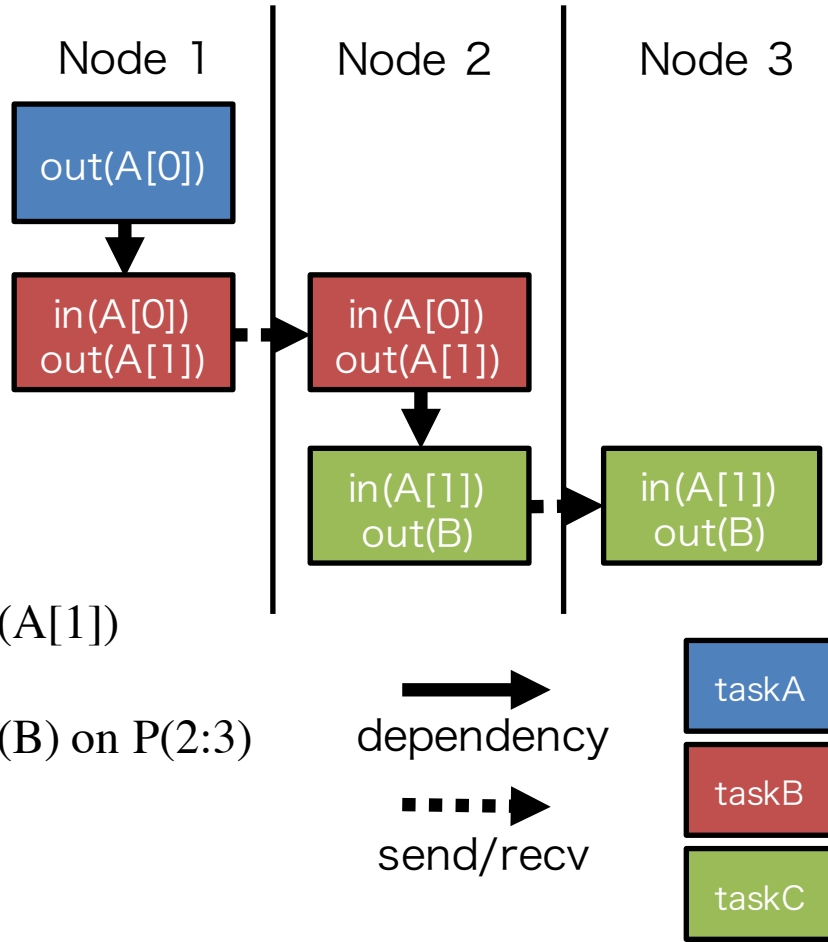 Node 1
Node 2
Node 3
out(A[0])
in(A[0])
out(A[1])
in(A[0])
out(A[1])
in(A[1])
out(B)
in(A[1])
out(B)
(A[1])
(B) on P(2:3)
dependency
send/recv
taskA
taskB
taskC